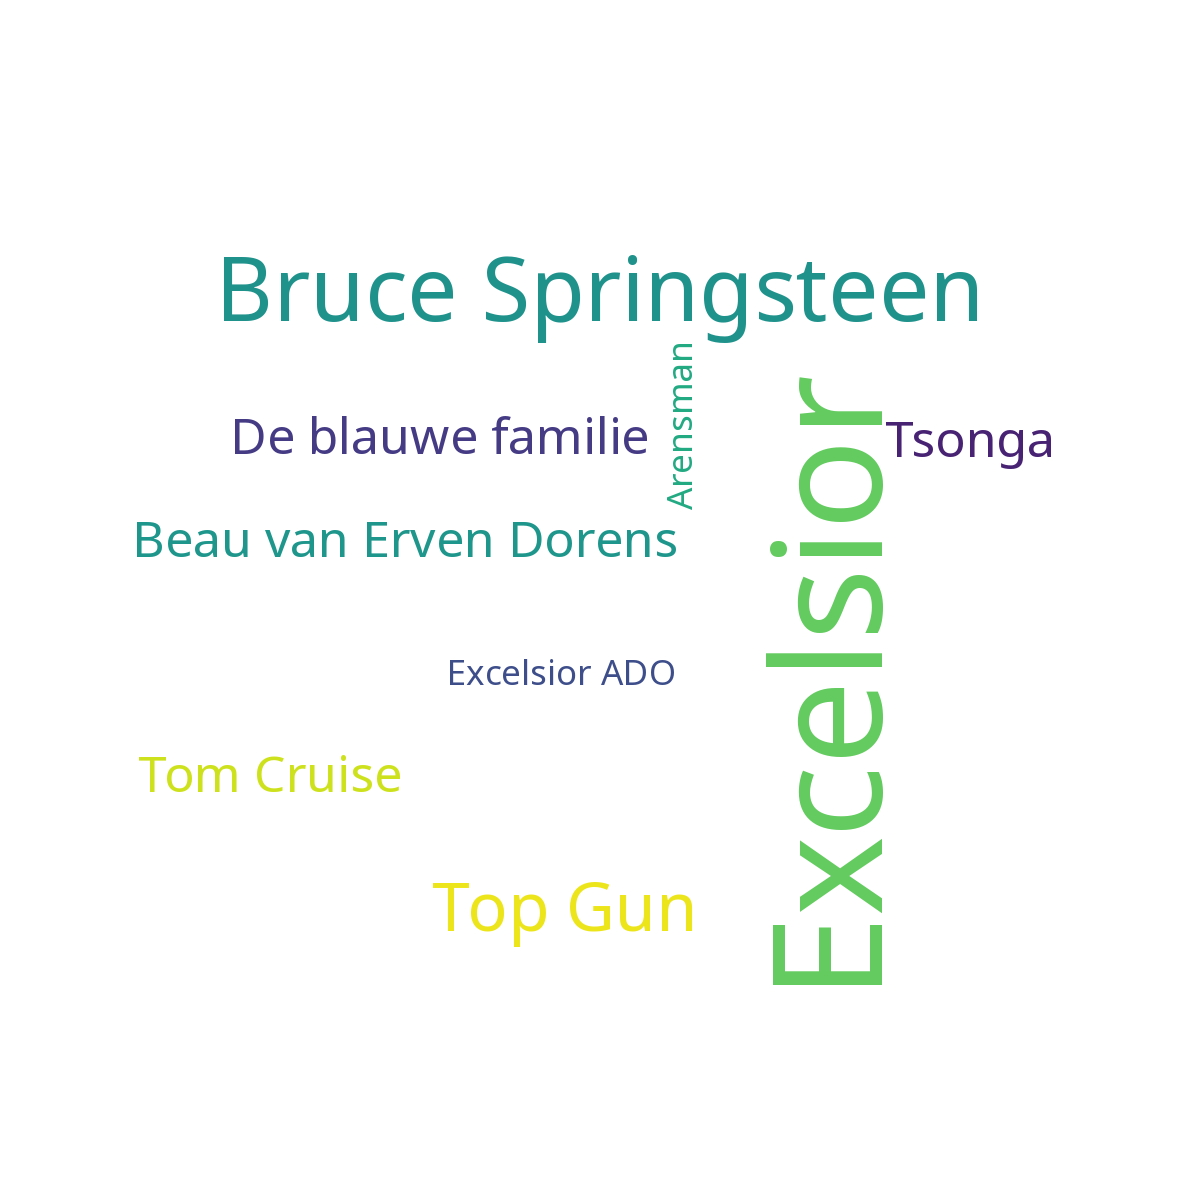 Bruce Springsteen
Arensman
De blauwe familie
Tsonga
Excelsior
Beau van Erven Dorens
Excelsior ADO
Tom Cruise
Top Gun